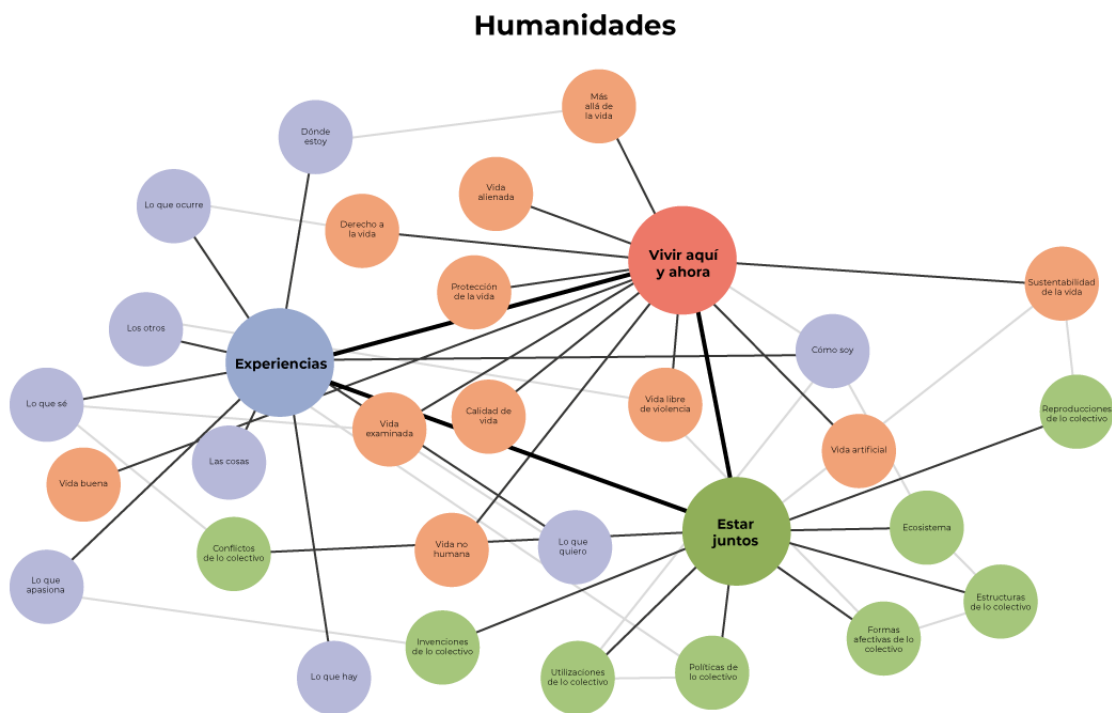 Humanidades
Más
allá de
la vida
Dónde
estoy
Vida
alienada
Lo que ocurre
Derecho a
la vida
Vivir aquí
y ahora
Protección
de la vida
Sustentabilidad
de la vida
Los otros
Cómo soy
Experiencias
Lo que sé
Vida libre
de violencia
Calidad de
vida
Reproducciones
de lo colectivo
Vida
examinada
Vida artificial
Las cosas
Vida buena
Estar
juntos
Ecosistema
Conflictos
de lo colectivo
Vida no
humana
Lo que
quiero
Lo que
apasiona
Estructuras
de lo colectivo
Formas
afectivas de lo
colectivo
Invenciones
de lo colectivo
Lo que hay
Utilizaciones
de lo colectivo
Políticas de
lo colectivo